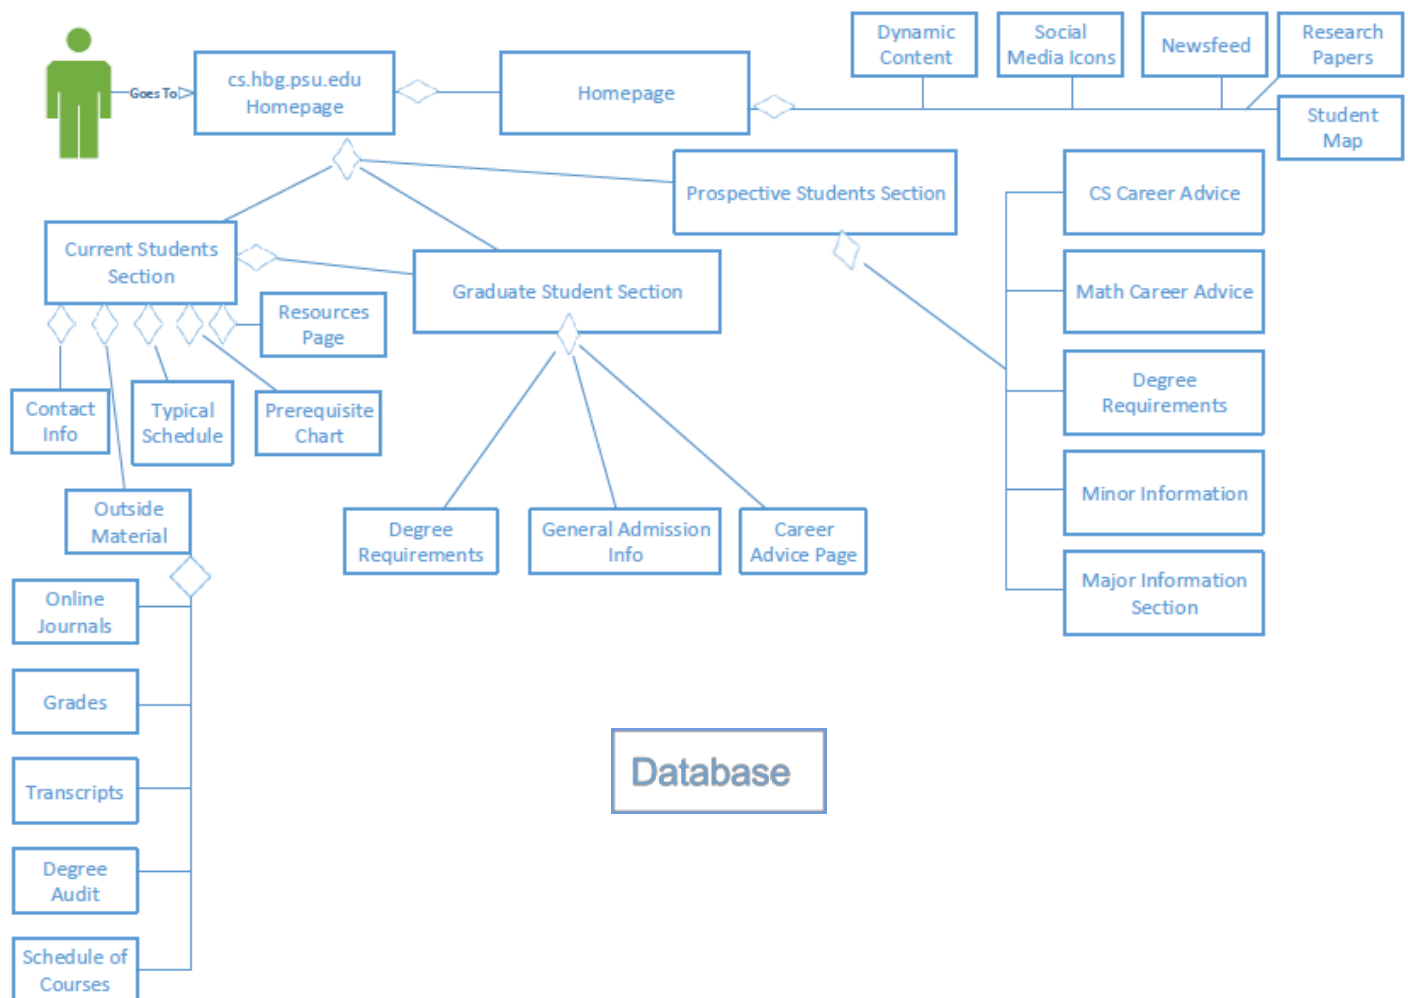 Dynamic
Content
Social
Media Icons
Newsfeed
Research
Papers
Goes To
cs.hbg.psu.edu
Homepage
Homepage
Student
Map
Prospective Students Section
CS Career Advice
Current Students
Section
Graduate Student Section
Math Career Advice
Resources
Page
Contact
Info
Typical
Schedule
Prerequisite
Chart
Degree
Requirements
Outside
Material
Degree
Requirements
General Admission
Info
Career
Advice Page
Minor Information
Major Information
Section
Online
Journals
Grades
Database
Transcripts
Degree
Audit
Schedule of
Courses